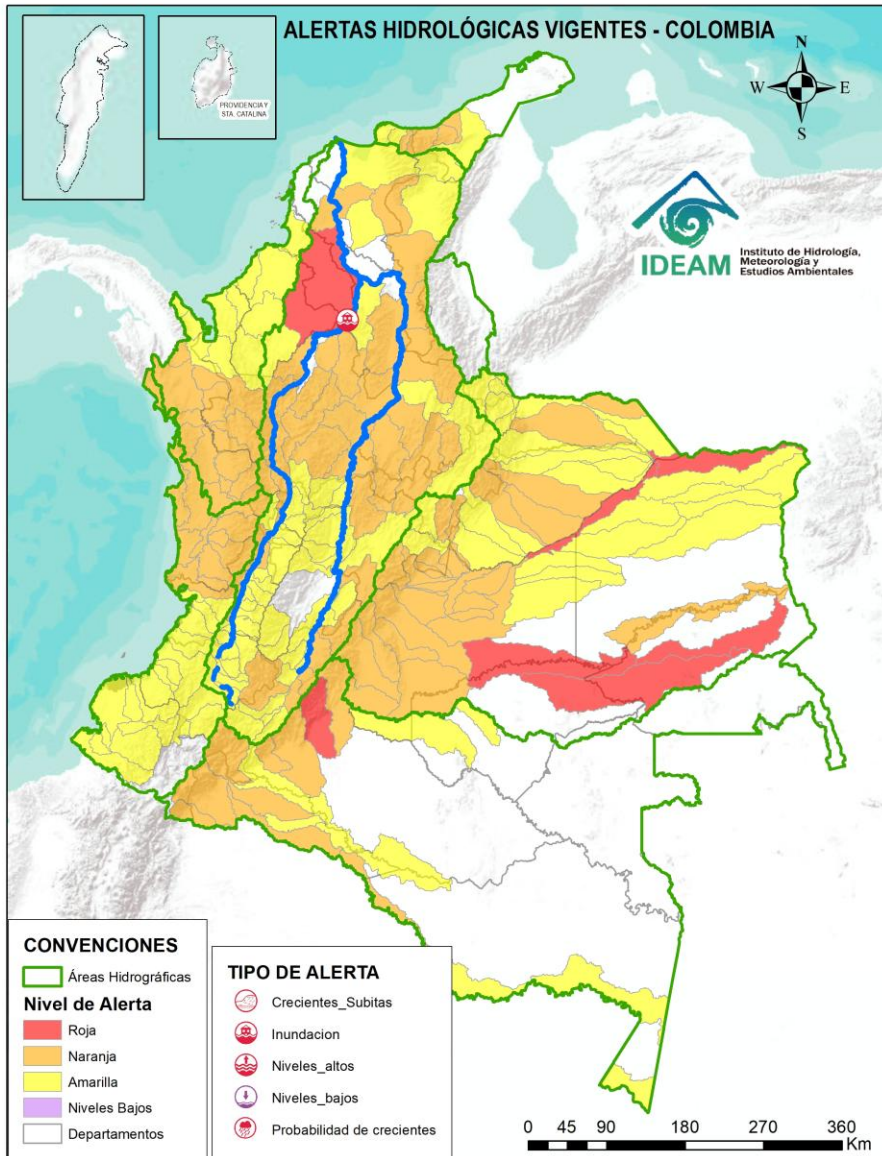 ALERTAS HIDROLÓGICAS VIGENTES - COLOMBIA
PROVIDENCIA Y
STA. CATALINA
N
W
E
S
IDEAM
Instituto de Hidrología,
Meteorología y
Estudios Ambientales
CONVENCIONES
Áreas Hidrográficas
Nivel de Alerta
Roja
Naranja
Amarilla
Niveles Bajos
Departamentos
TIPO DE ALERTA
Crecientes_Subitas
Inundacion
Niveles_altos
Niveles_bajos
Probabilidad de crecientes
0 45 90 180 270 360
Km